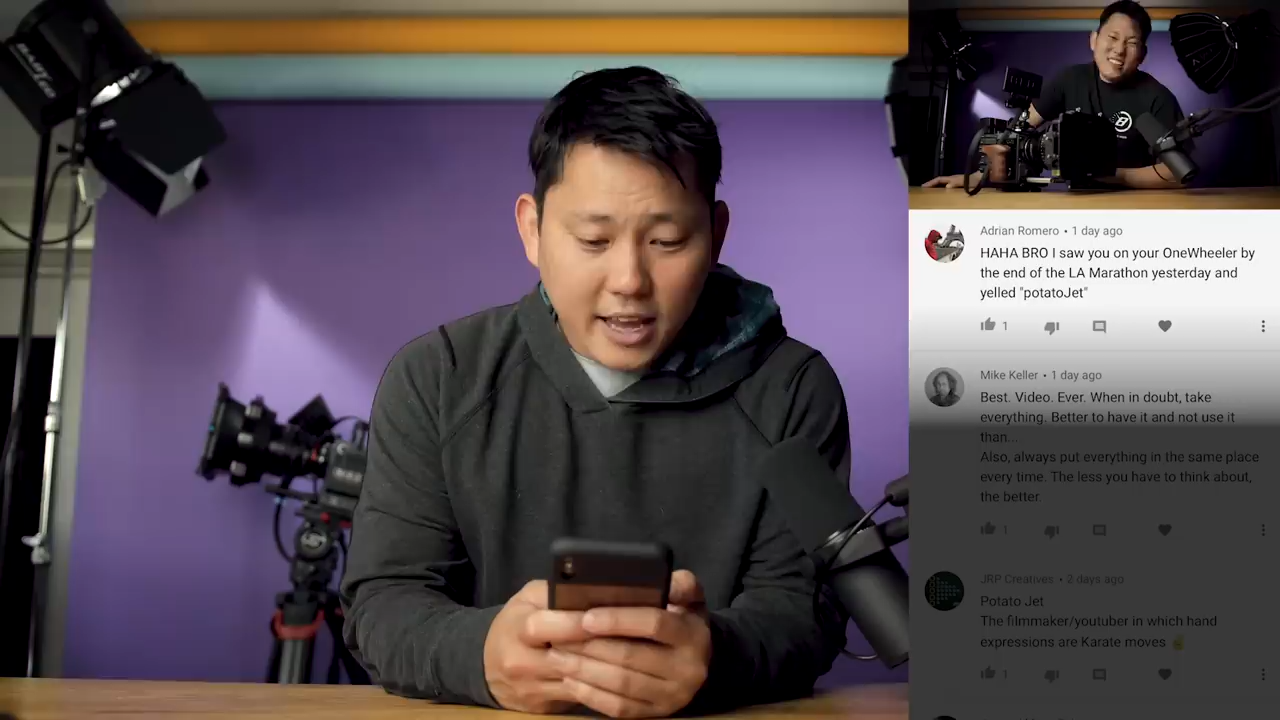 Adrian Romero • 1 day ago
HAHA BRO I saw you on your OneWheeler by
the end of the LA Marathon yesterday and
yelled "potatoJet"
1
Mike Keller • 1 day ago
Best. Video. Ever. When in doubt, take
everything. Better to have it and not use it
than...
Also, always put everything in the same place
every time. The less you have to think about,
the better.
1
JRP Creatives • 2 days ago
Potato Jet
The filmmaker/youtuber in which hand
expressions are Karate moves ✌
1